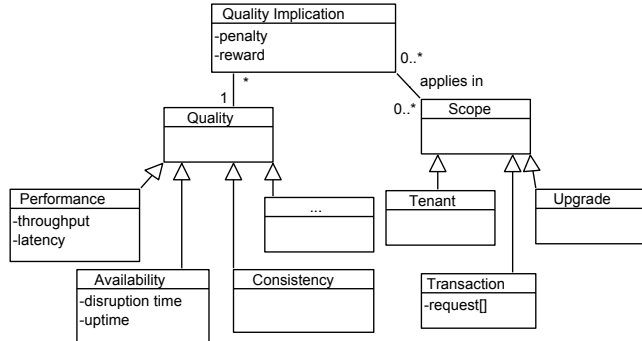 Quality Implication
-penalty
-reward
0..*
*
applies in
1
0..*
Quality
Scope
Performance
-throughput
-latency
...
Tenant
Upgrade
Availability
-disruption time
-uptime
Consistency
Transaction
-request[]